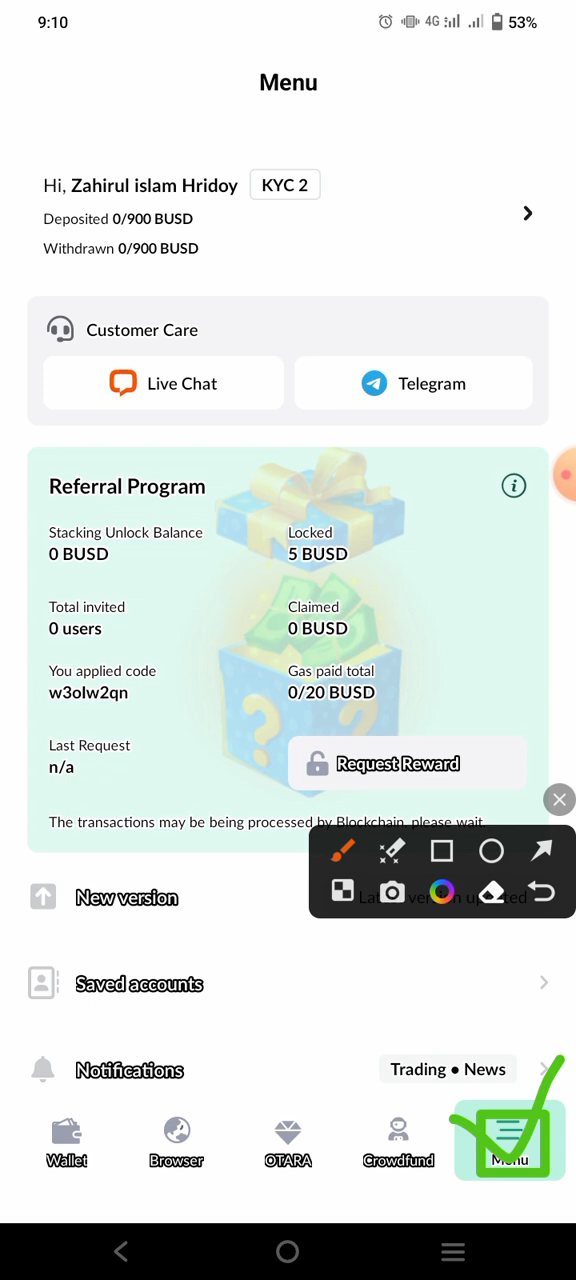 9:10
4G
53%
Menu
Hi, Zahirul islam Hridoy
KYC 2
Deposited 0/900 BUSD
Withdrawn 0/900 BUSD
Customer Care
Live Chat
Telegram
Referral Program
Stacking Unlock Balance
Locked
0 BUSD
5 BUSD
Total invited
Claimed
0 users
0 BUSD
You applied code
Gas paid total
w3olw2qn
0/20 BUSD
Last Request
n/a
Request Reward
The transactions may be being processed by Blockchain, please wait.
New version
Saved accounts
Notifications
Trading • News
Wallet
Browser
OTARA
Crowdfund
Menu